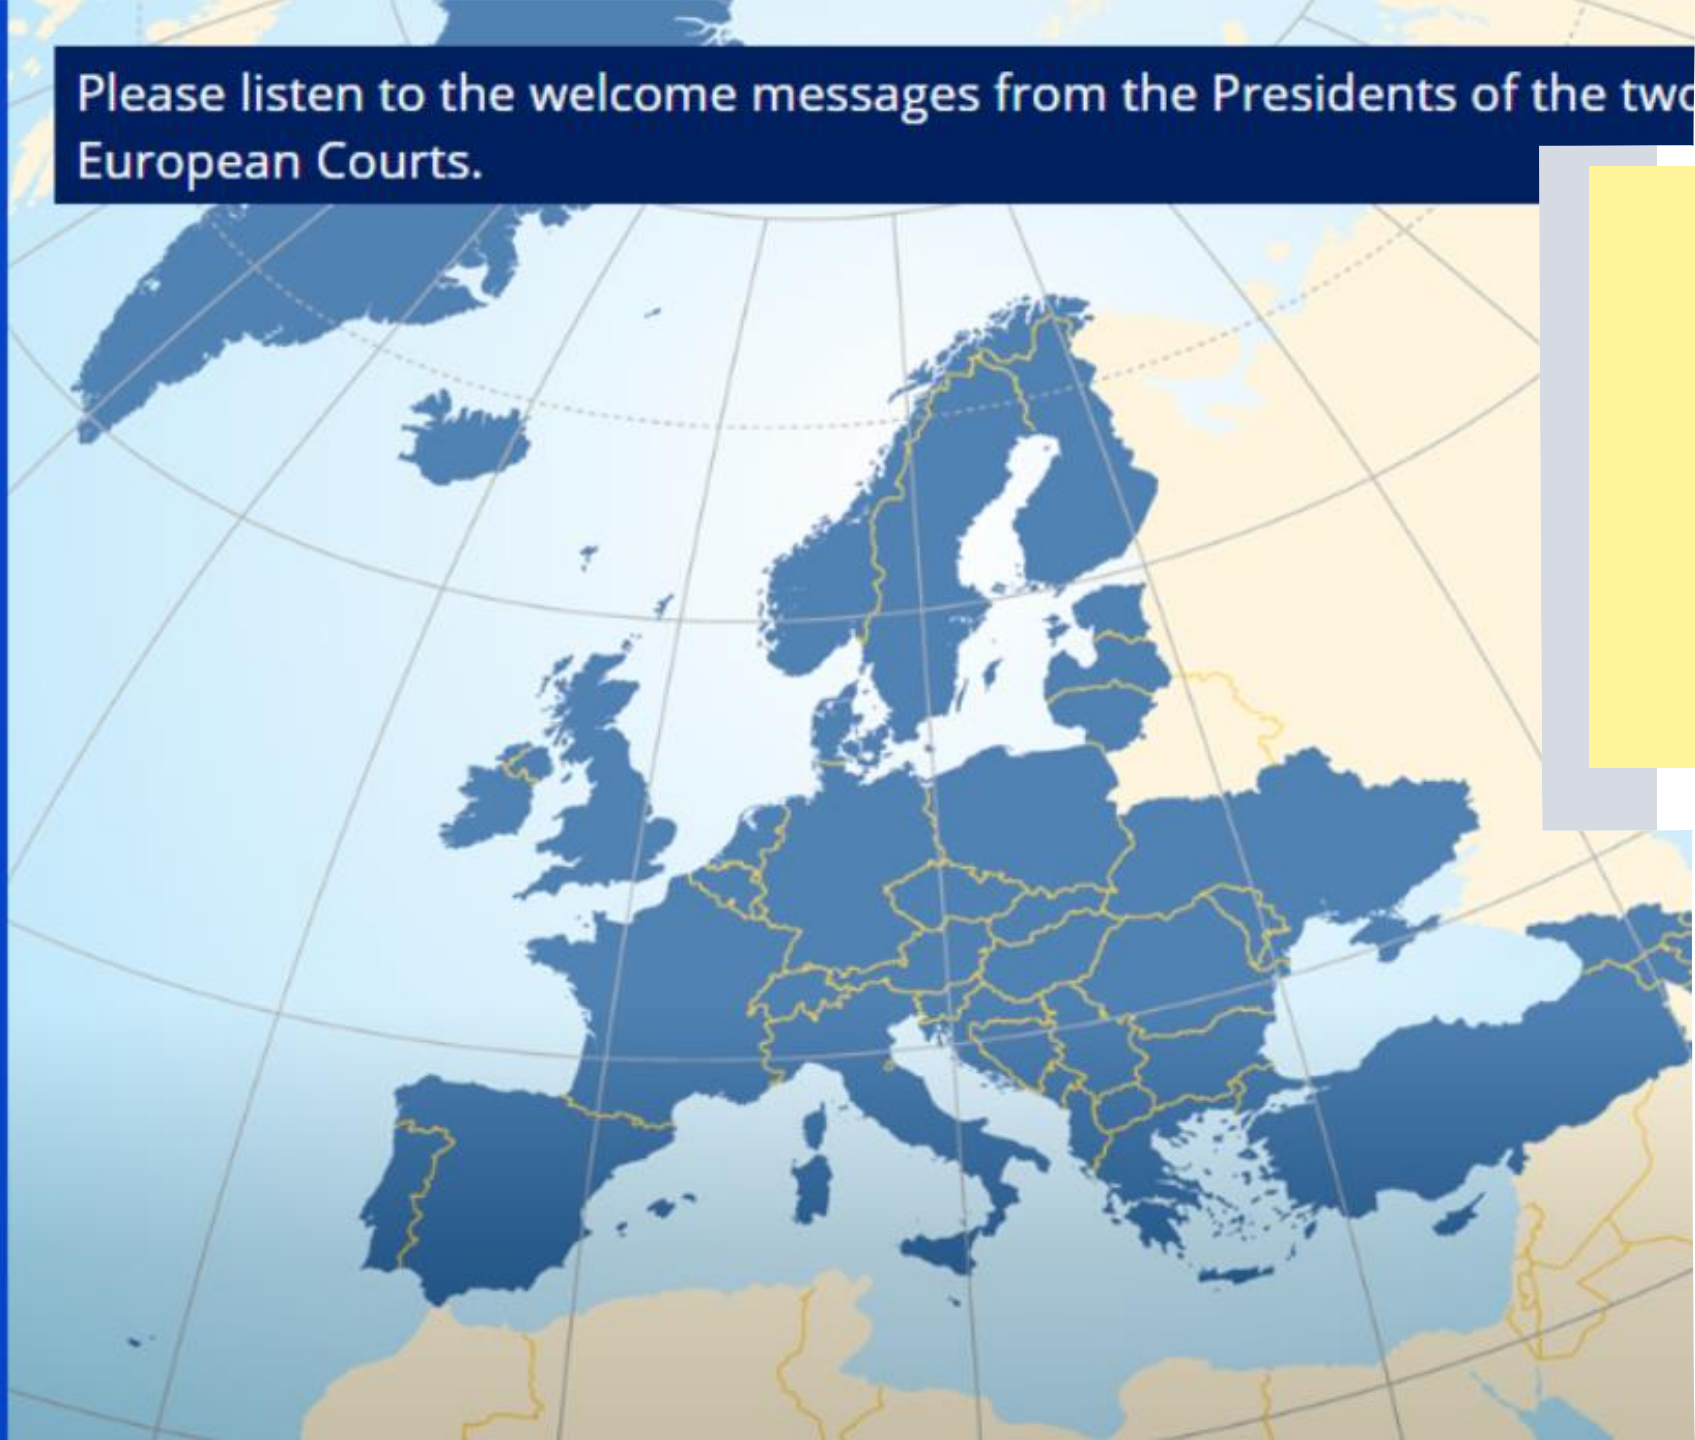 Please listen to the welcome messages from the Presidents of the two
European Courts.